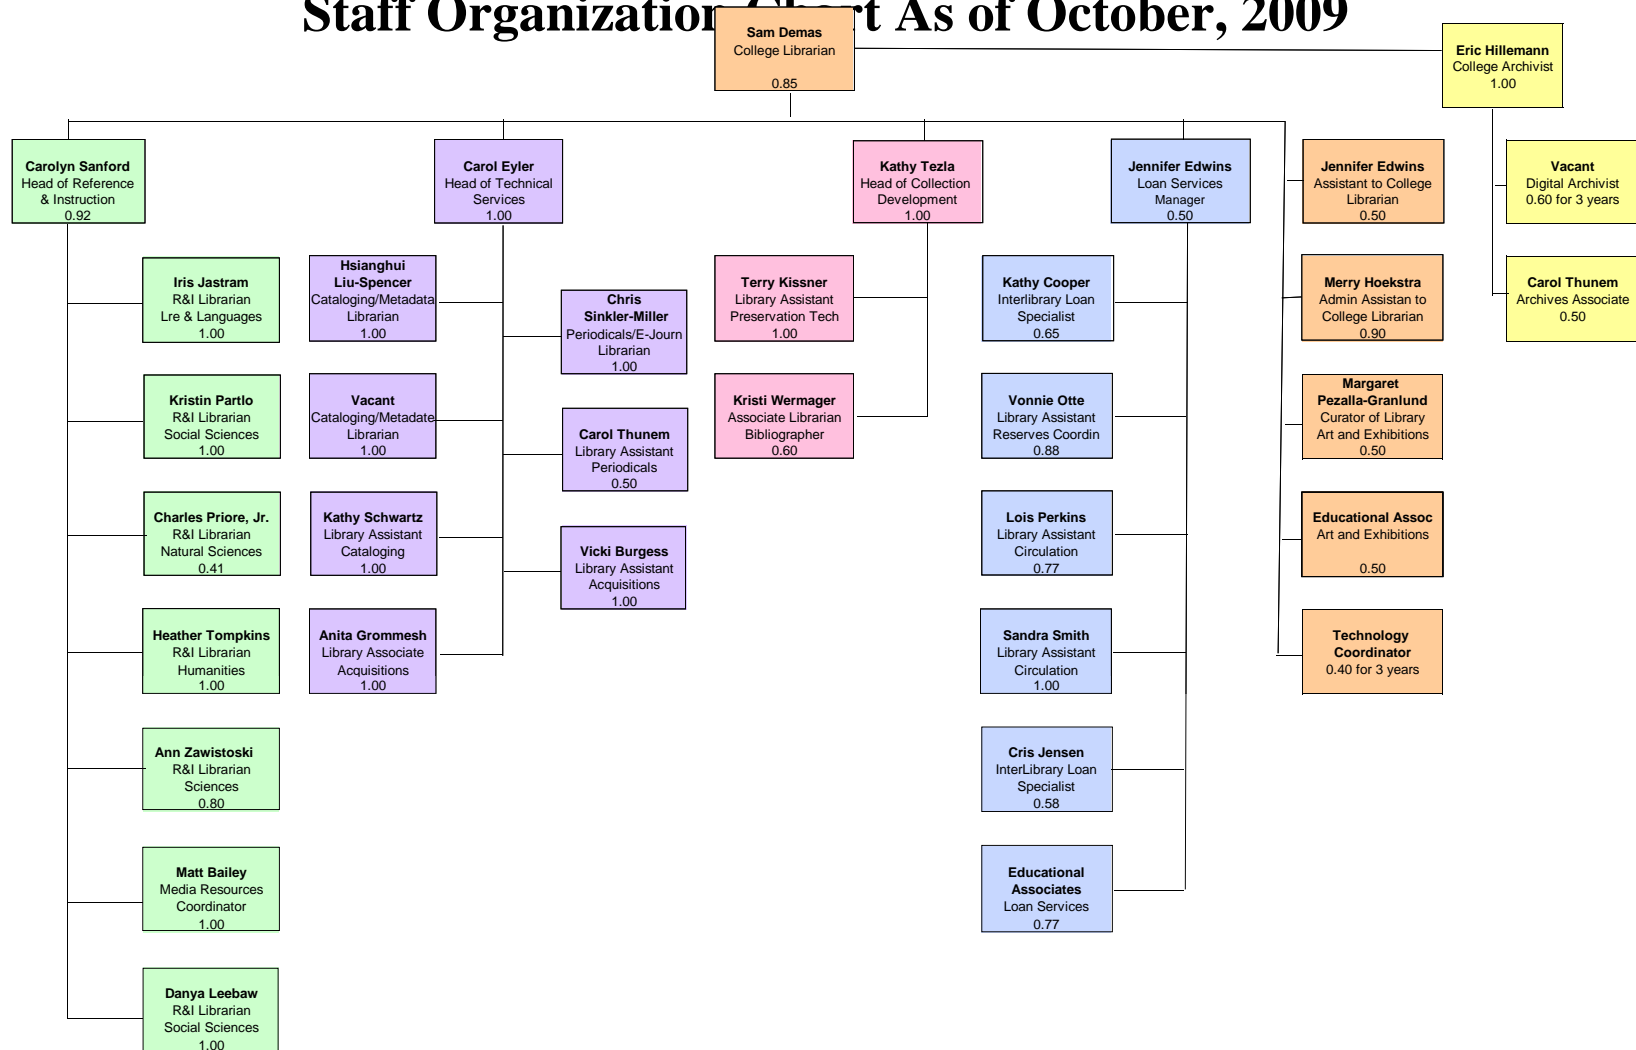 Staff Organization Chart As of October, 2009
Sam Demas
College Librarian
0.85
Eric Hillemann
College Archivist
1.00
Carolyn Sanford
Head of Reference
& Instruction
0.92
Carol Eyler
Head of Technical
Services
1.00
Kathy Tezla
Head of Collection
Development
1.00
Jennifer Edwins
Loan Services
Manager
0.50
Jennifer Edwins
Assistant to College
Librarian
0.50
Vacant
Digital Archivist
0.60 for 3 years
Iris Jastram
R&I Librarian
Lre & Languages
1.00
Hsianghui
Liu-Spencer
Cataloging/Metadata
Librarian
1.00
Chris
Sinkler-Miller
Periodicals/E-Journ
Librarian
1.00
Terry Kissner
Library Assistant
Preservation Tech
1.00
Kathy Cooper
Interlibrary Loan
Specialist
0.65
Merry Hoekstra
Admin Assistan to
College Librarian
0.90
Carol Thunem
Archives Associate
0.50
Kristin Partlo
R&I Librarian
Social Sciences
1.00
Vacant
Cataloging/Metadate
Librarian
1.00
Carol Thunem
Library Assistant
Periodicals
0.50
Kristi Wermager
Associate Librarian
Bibliographer
0.60
Vonnie Otte
Library Assistant
Reserves Coordin
0.88
Margaret
Pezalla-Granlund
Curator of Library
Art and Exhibitions
0.50
Charles Priore, Jr.
R&I Librarian
Natural Sciences
0.41
Kathy Schwartz
Library Assistant
Cataloging
1.00
Vicki Burgess
Library Assistant
Acquisitions
1.00
Lois Perkins
Library Assistant
Circulation
0.77
Educational Assoc
Art and Exhibitions
0.50
Heather Tompkins
R&I Librarian
Humanities
1.00
Anita Grommesh
Library Associate
Acquisitions
1.00
Sandra Smith
Library Assistant
Circulation
1.00
Technology
Coordinator
0.40 for 3 years
Ann Zawistoski
R&I Librarian
Sciences
0.80
Cris Jensen
InterLibrary Loan
Specialist
0.58
Matt Bailey
Media Resources
Coordinator
1.00
Educational
Associates
Loan Services
0.77
Danya Leebaw
R&I Librarian
Social Sciences
1.00